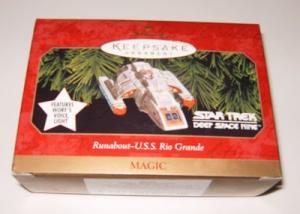 KEEPSAKE
ORNAMENT
FEATURES
WORF'S
VOICE,
LIGHT
STAR TREK
DEEP SPACE NINE
Runabout–U.S.S. Rio Grande
MAGIC